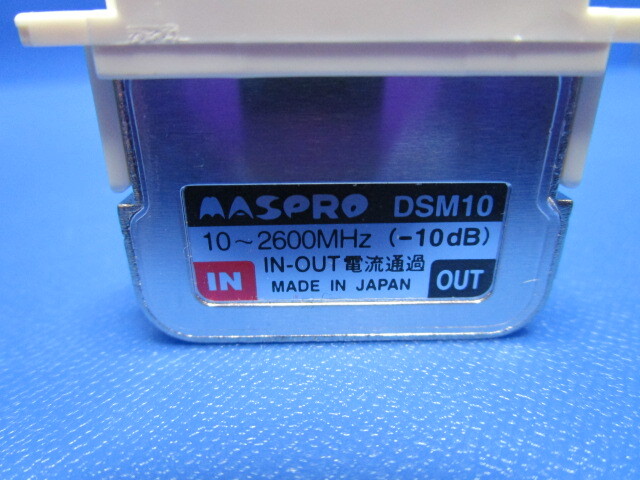 MASPRO DSM10
10～2600MHz (-10dB)
IN IN-OUT電流通過 OUT
MADE IN JAPAN